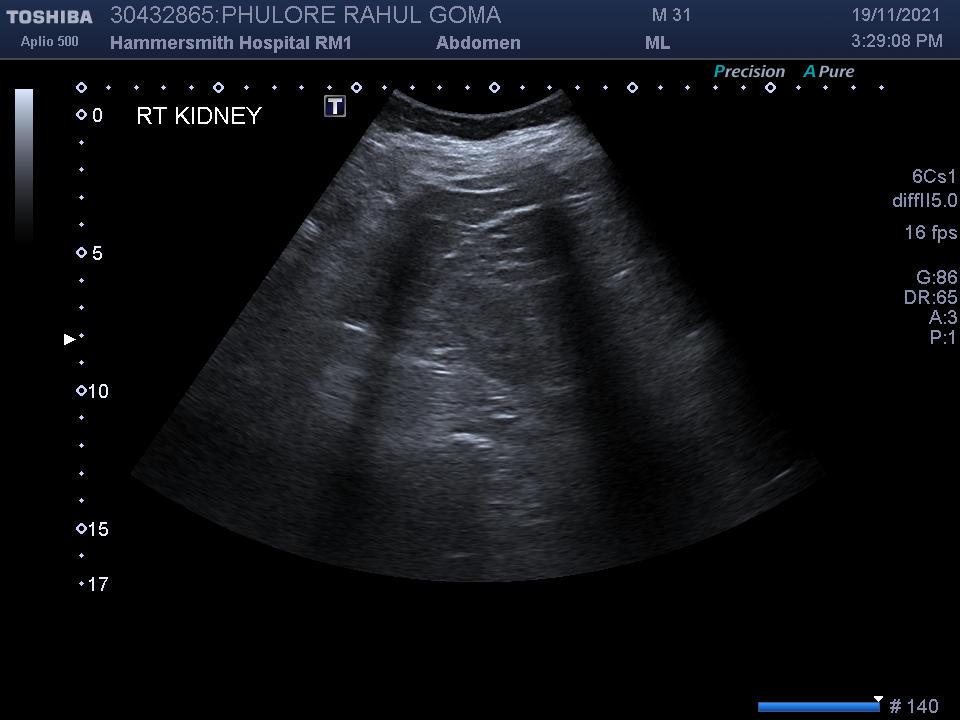 TOSHIBA 30432865:PHULORE RAHUL GOMA M 31 19/11/2021
Aplio 500 Hammersmith Hospital RM1 Abdomen ML 3:29:08 PM
Precision A Pure
0 RT KIDNEY T
6Cs1
diffII5.0
16 fps
5
G:86
DR:65
A:3
P:1
10
15
17
# 140